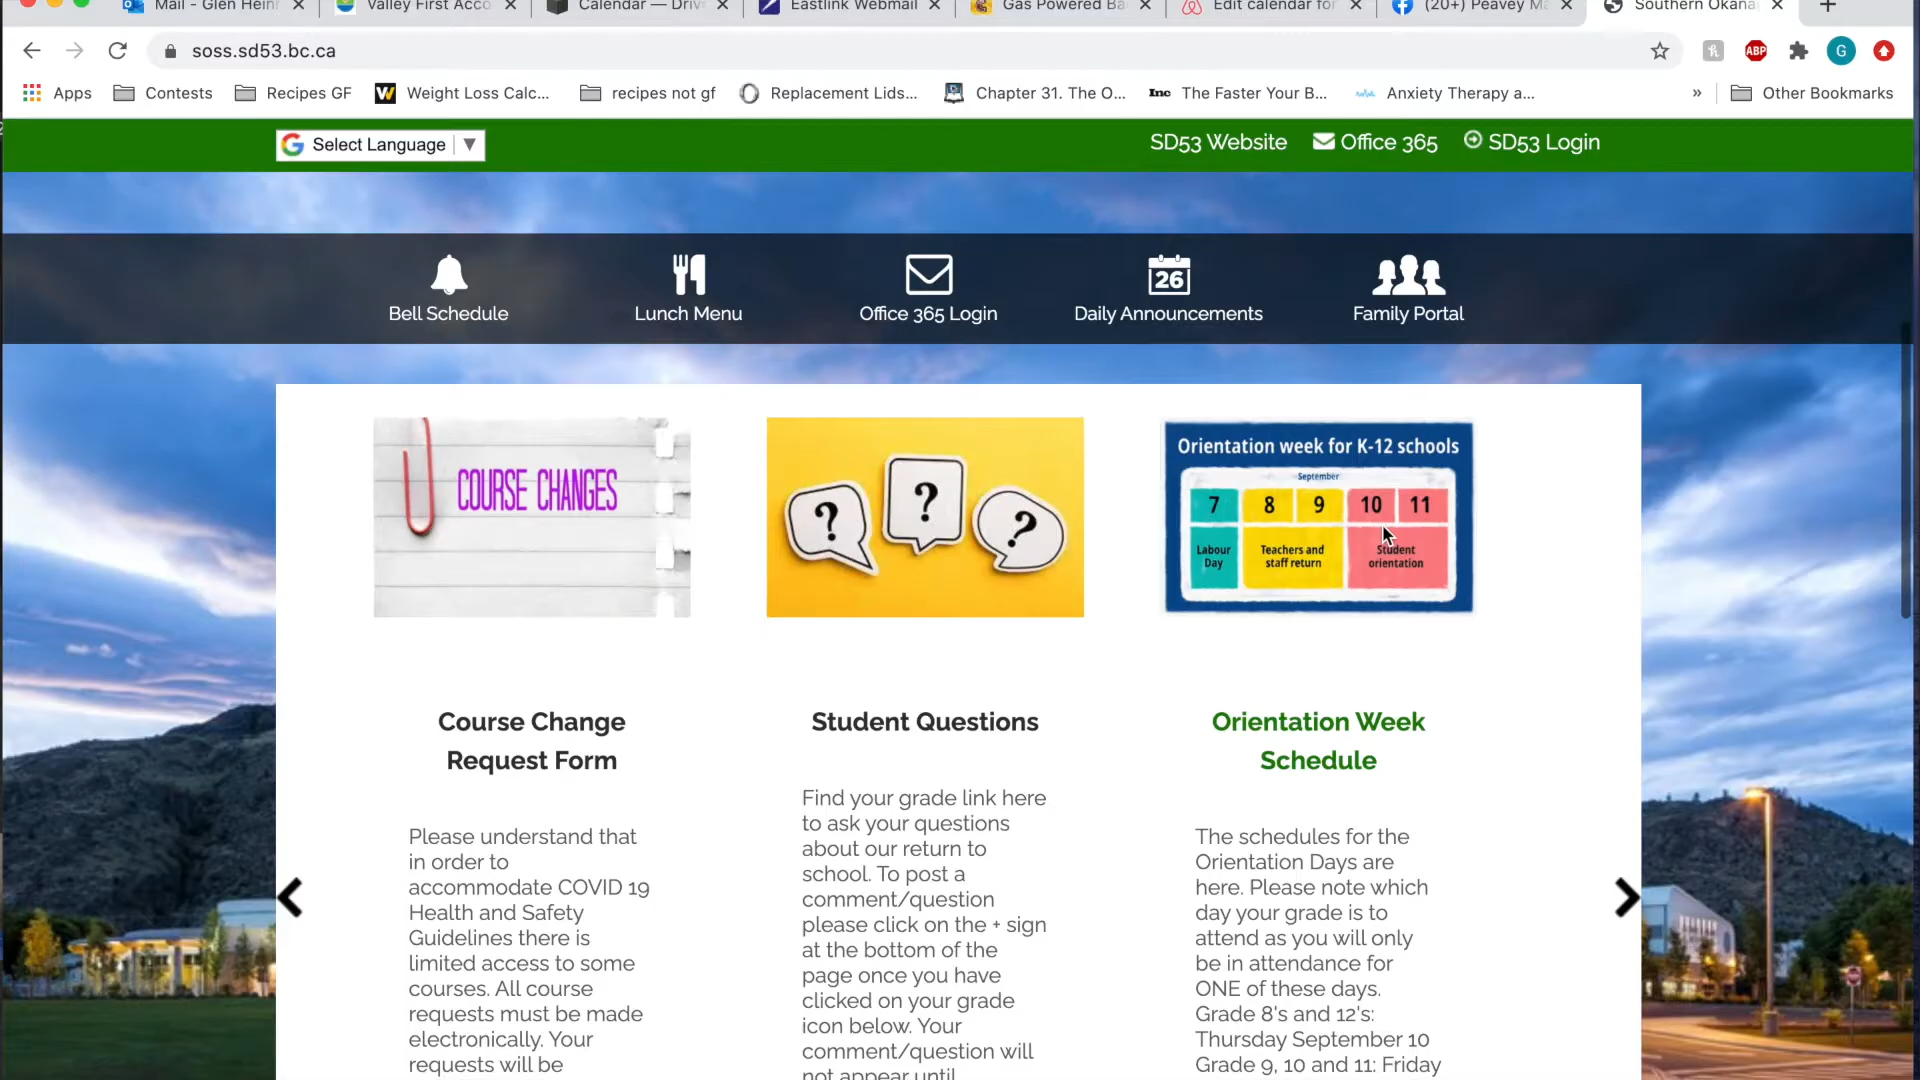 Mail - Glen Heinr
Valley First Acco
Calendar — Driv
Eastlink Webmail
Gas Powered Ba
Edit calendar for
(20+) Peavey Ma
Southern Okana
soss.sd53.bc.ca
ABP
G
Apps
Contests
Recipes GF
W
Weight Loss Calc...
recipes not gf
Replacement Lids...
Chapter 31. The O...
Inc
The Faster Your B...
Anxiety Therapy a...
»
Other Bookmarks
G Select Language ▼
SD53 Website
Office 365
SD53 Login
Bell Schedule
Lunch Menu
Office 365 Login
26
Daily Announcements
Family Portal
COURSE CHANGES
? ? ?
Orientation week for K-12 schools
September
7 8 9 10 11
Labour
Day
Teachers and
staff return
Student
orientation
Course Change
Request Form
Please understand that
in order to
accommodate COVID 19
Health and Safety
Guidelines there is
limited access to some
courses. All course
requests must be made
electronically. Your
requests will be
Student Questions
Find your grade link here
to ask your questions
about our return to
school. To post a
comment/question
please click on the + sign
at the bottom of the
page once you have
clicked on your grade
icon below. Your
comment/question will
not appear until
Orientation Week
Schedule
The schedules for the
Orientation Days are
here. Please note which
day your grade is to
attend as you will only
be in attendance for
ONE of these days.
Grade 8's and 12's:
Thursday September 10
Grade 9, 10 and 11: Friday